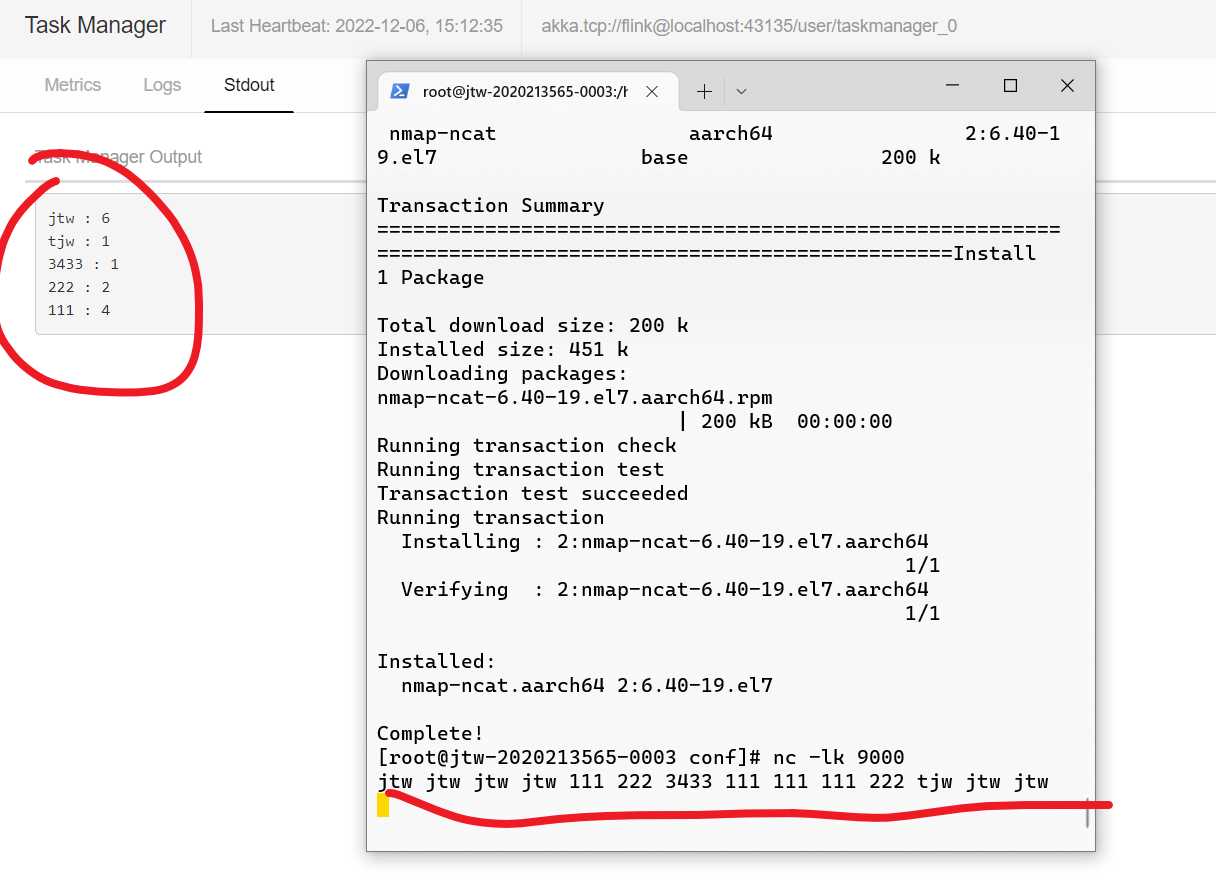 Task Manager
Last Heartbeat: 2022-12-06, 15:12:35
akka.tcp://flink@localhost:43135/user/taskmanager_0
Metrics
Logs
Stdout
Task Manager Output
jtw : 6
tjw : 1
3433 : 1
222 : 2
111 : 4
root@jtw-2020213565-0003:/h
nmap-ncat aarch64 2:6.40-1
9.el7 base 200 k
Transaction Summary
=========================================================
================================================Install
1 Package
Total download size: 200 k
Installed size: 451 k
Downloading packages:
nmap-ncat-6.40-19.el7.aarch64.rpm
| 200 kB 00:00:00
Running transaction check
Running transaction test
Transaction test succeeded
Running transaction
Installing : 2:nmap-ncat-6.40-19.el7.aarch64
1/1
Verifying : 2:nmap-ncat-6.40-19.el7.aarch64
1/1
Installed:
nmap-ncat.aarch64 2:6.40-19.el7
Complete!
[root@jtw-2020213565-0003 conf]# nc -lk 9000
jtw jtw jtw jtw 111 222 3433 111 111 111 222 tjw jtw jtw